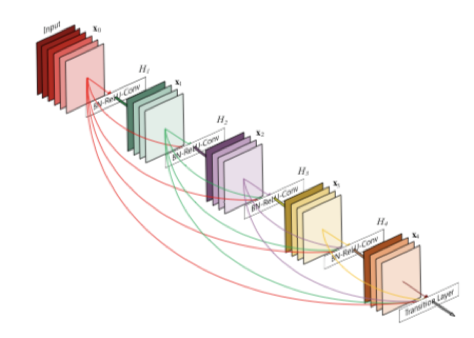 Input
x₀
H₁
BN-ReLU-Conv
x₁
H₂
BN-ReLU-Conv
x₂
H₃
BN-ReLU-Conv
x₃
H₄
BN-ReLU-Conv
x₄
Transition Layer